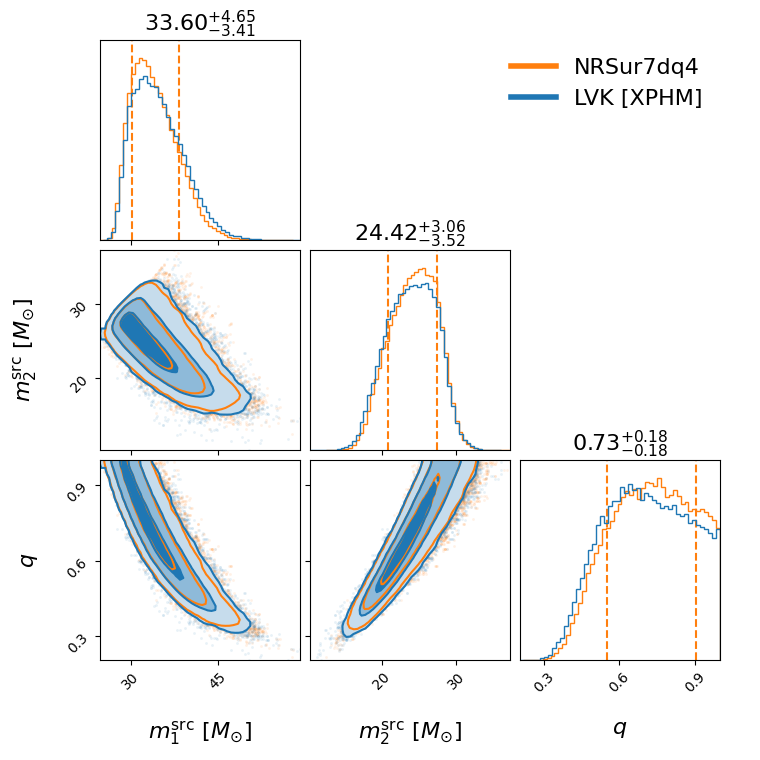 33.60+4.65−3.41
NRSur7dq4
LVK [XPHM]
24.42+3.06−3.52
m2src [M⊙]
30
20
0.73+0.18−0.18
q
0.9
0.6
0.3
30 45
20 30
0.3 0.6 0.9
m1src [M⊙]
m2src [M⊙]
q